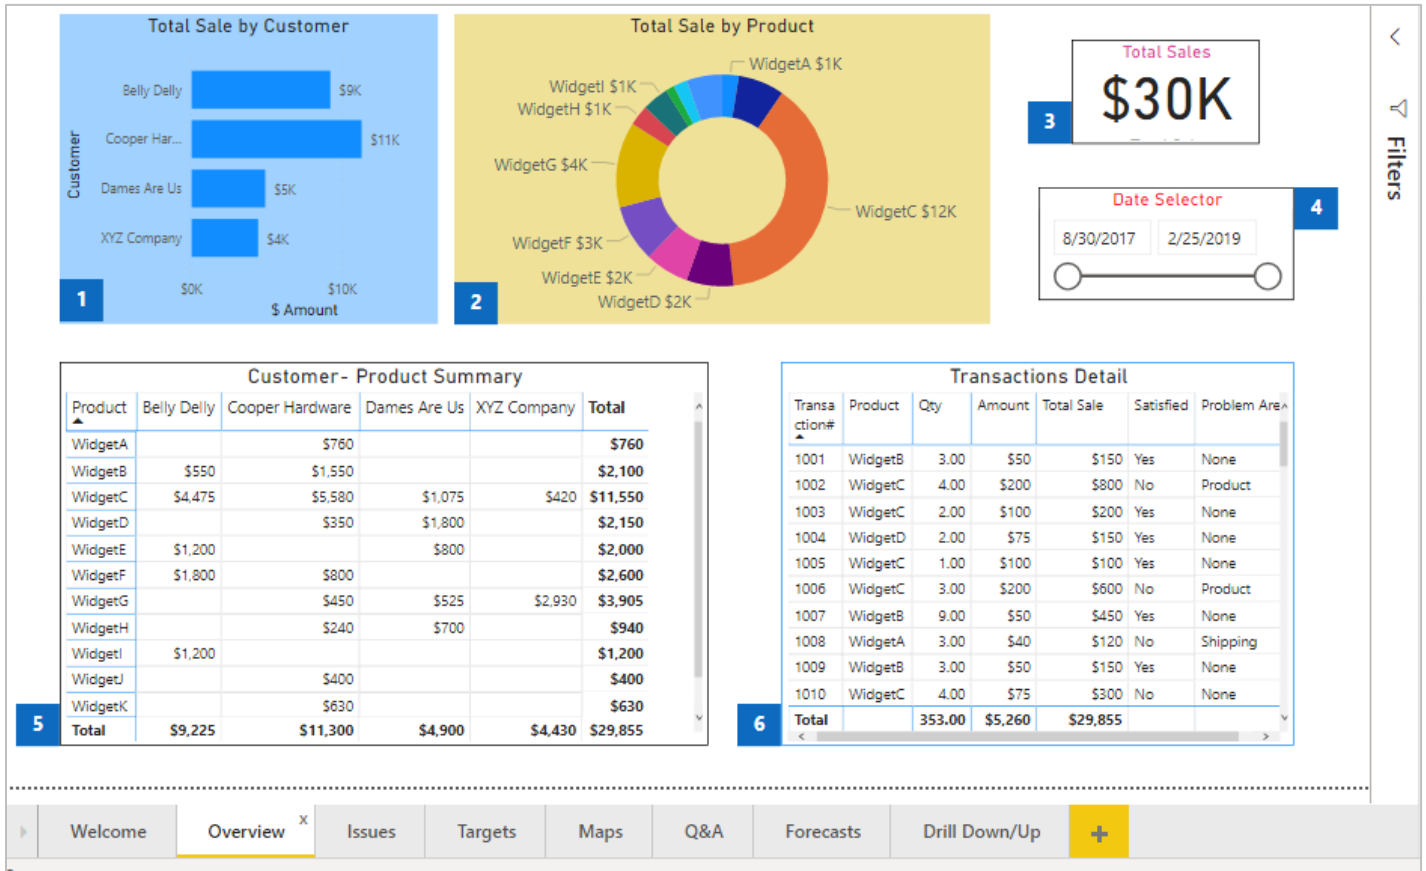 Total Sale by Customer
Customer
Belly Delly $9K
Cooper Har... $11K
Dames Are Us $5K
XYZ Company $4K
$0K $10K
$ Amount
1
Total Sale by Product
WidgetA $1K
WidgetI $1K
WidgetH $1K
WidgetG $4K
WidgetC $12K
WidgetF $3K
WidgetE $2K
WidgetD $2K
2
Total Sales
$30K
3
Date Selector
8/30/2017 2/25/2019
4
Filters
Customer- Product Summary
Product Belly Delly Cooper Hardware Dames Are Us XYZ Company Total
WidgetA $760 $760
WidgetB $550 $1,550 $2,100
WidgetC $4,475 $5,580 $1,075 $420 $11,550
WidgetD $350 $1,800 $2,150
WidgetE $1,200 $800 $2,000
WidgetF $1,800 $800 $2,600
WidgetG $450 $525 $2,930 $3,905
WidgetH $240 $700 $940
WidgetI $1,200 $1,200
WidgetJ $400 $400
WidgetK $630 $630
Total $9,225 $11,300 $4,900 $4,430 $29,855
5
Transactions Detail
Transa Product Qty Amount Total Sale Satisfied Problem Are
ction#
1001 WidgetB 3.00 $50 $150 Yes None
1002 WidgetC 4.00 $200 $800 No Product
1003 WidgetC 2.00 $100 $200 Yes None
1004 WidgetD 2.00 $75 $150 Yes None
1005 WidgetC 1.00 $100 $100 Yes None
1006 WidgetC 3.00 $200 $600 No Product
1007 WidgetB 9.00 $50 $450 Yes None
1008 WidgetA 3.00 $40 $120 No Shipping
1009 WidgetB 3.00 $50 $150 Yes None
1010 WidgetC 4.00 $75 $300 No None
Total 353.00 $5,260 $29,855
6
Welcome Overview x Issues Targets Maps Q&A Forecasts Drill Down/Up +